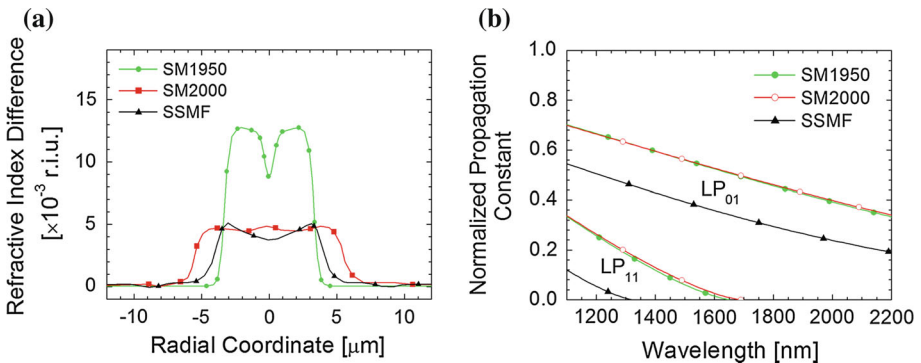 (a)
Refractive Index Difference
[×10⁻³ r.i.u.]
15
10
5
0
SM1950
SM2000
SSMF
-10 -5 0 5 10
Radial Coordinate [μm]
(b)
Normalized Propagation
Constant
1.0
0.8
0.6
0.4
0.2
0.0
SM1950
SM2000
SSMF
LP₀₁
LP₁₁
1200 1400 1600 1800 2000 2200
Wavelength [nm]